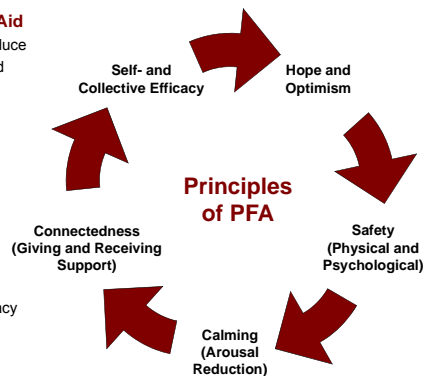 Aid
duce
d
Self- and
Collective Efficacy
Hope and
Optimism
Principles
of PFA
Safety
(Physical and
Psychological)
Connectedness
(Giving and Receiving
Support)
Calming
(Arousal
Reduction)
acy